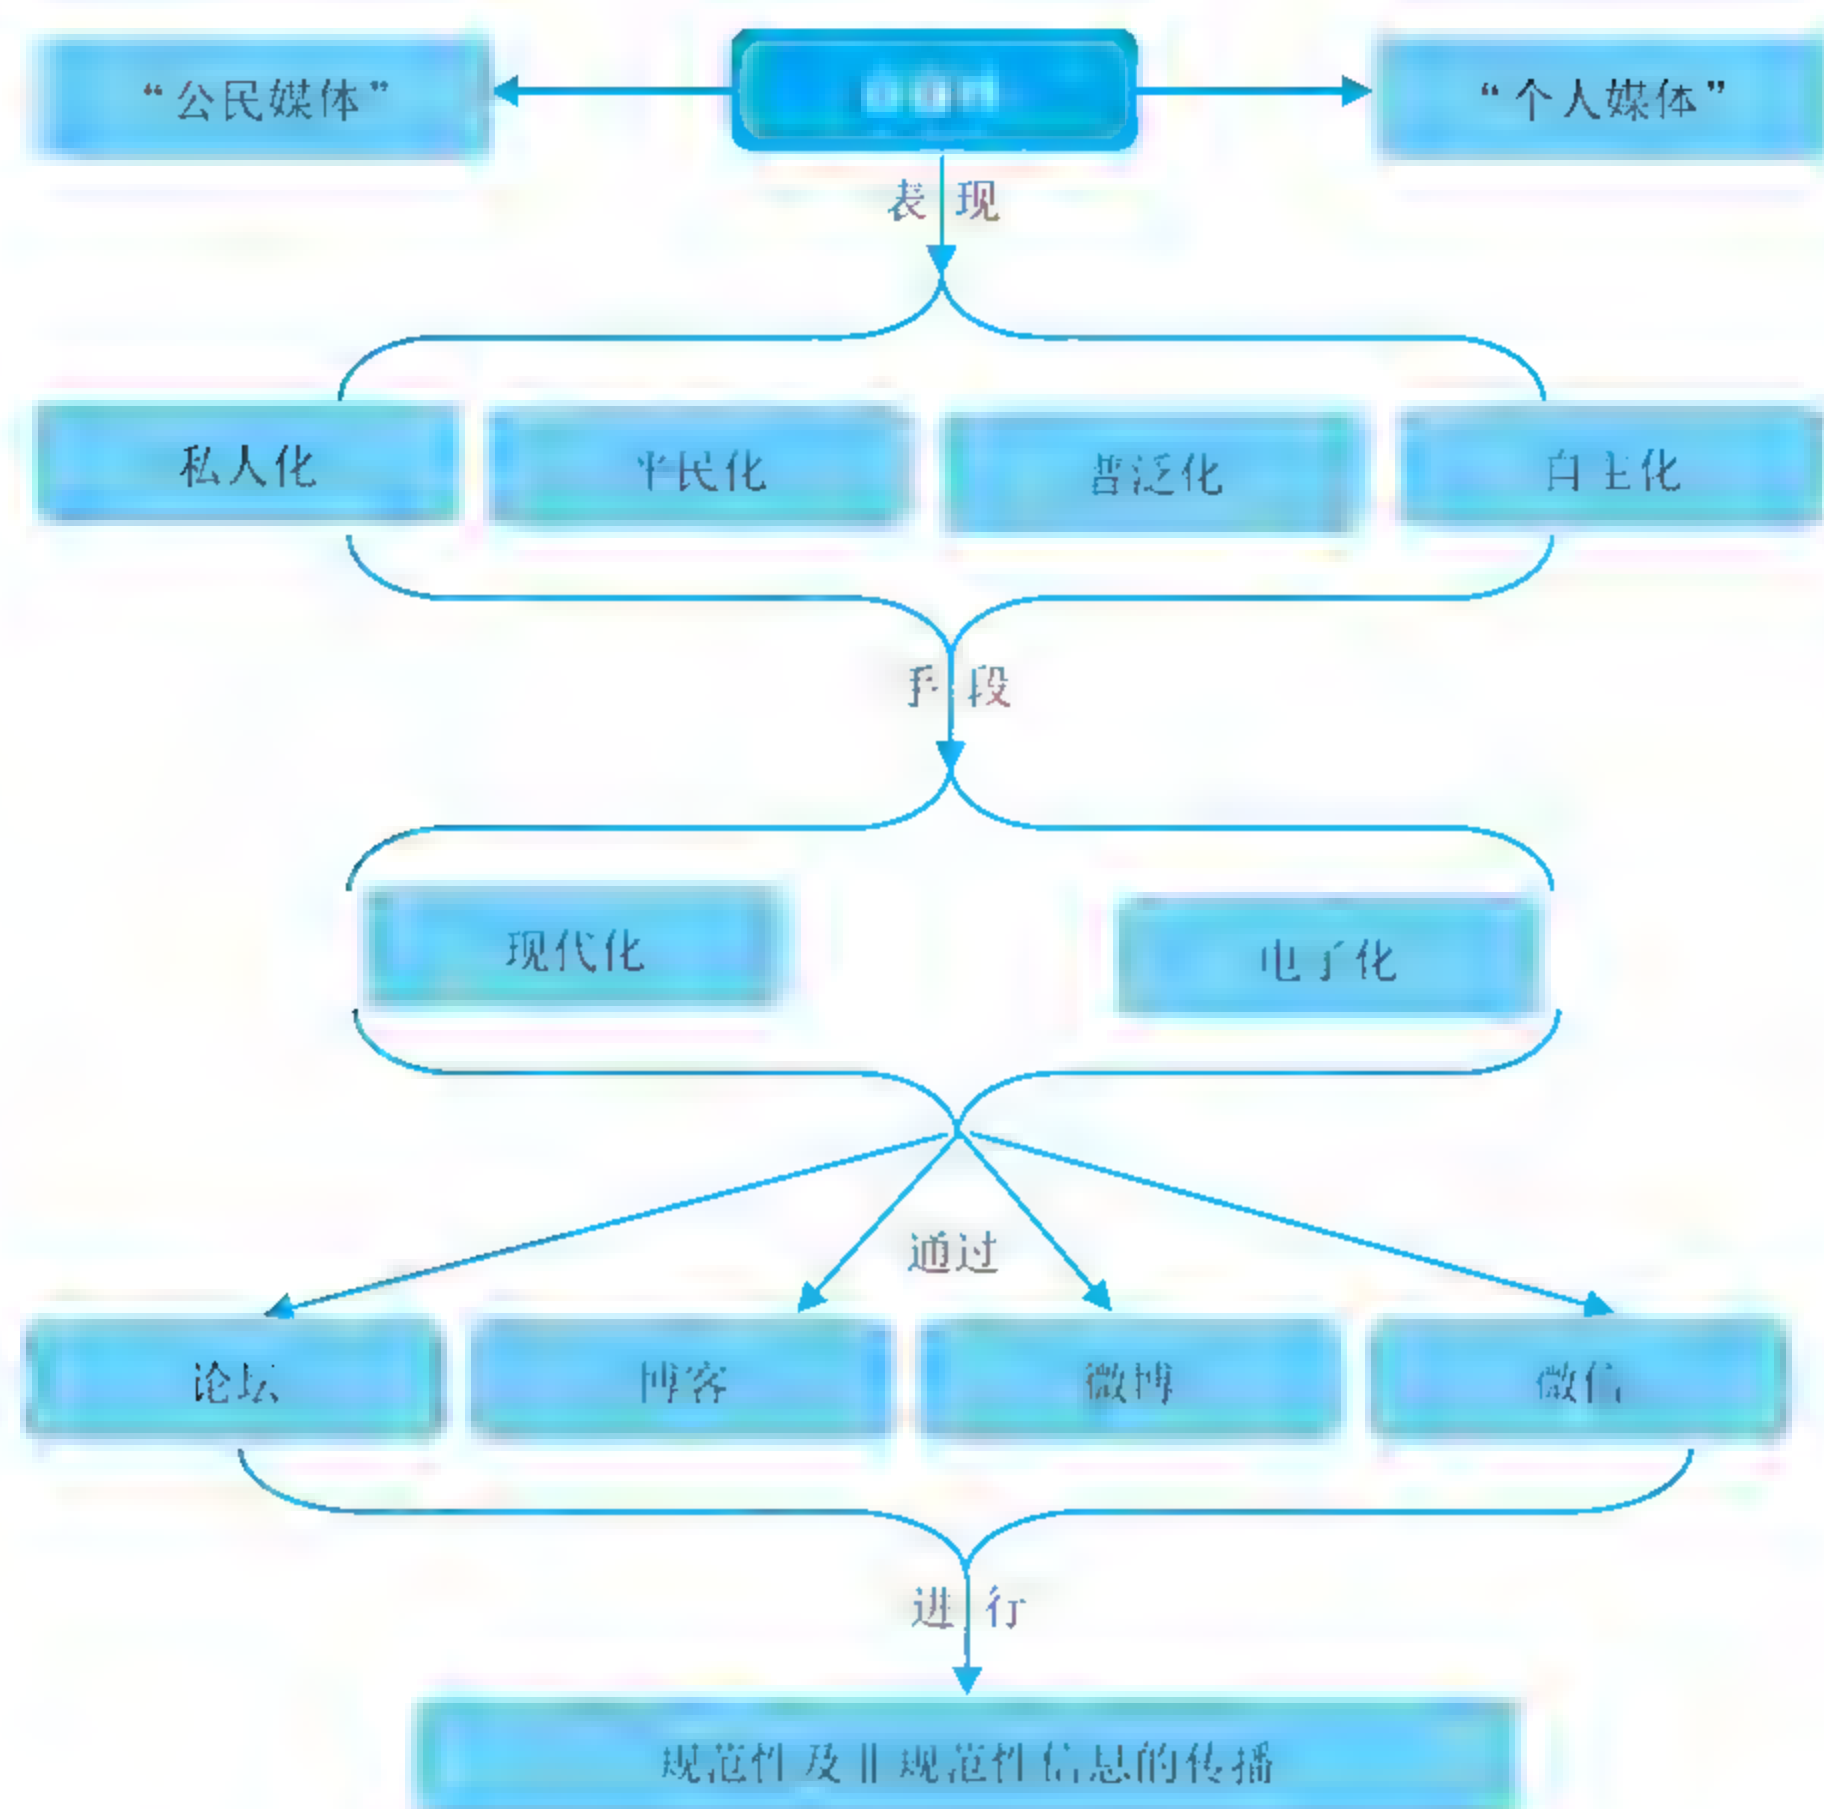 “公民媒体”
“个人媒体”
表现
私人化
平民化
普泛化
自主化
手段
现代化
电子化
通过
论坛
博客
微博
微信
进行
规范性及非规范性信息的传播